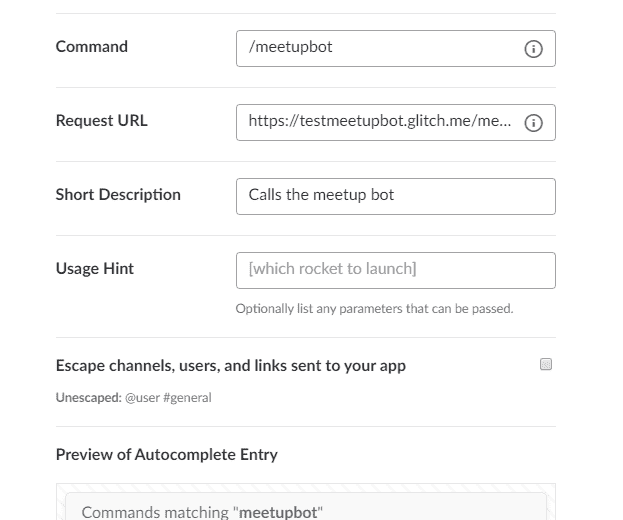 Command
/meetupbot
Request URL
https://testmeetupbot.glitch.me/me...
Short Description
Calls the meetup bot
Usage Hint
[which rocket to launch]
Optionally list any parameters that can be passed.
Escape channels, users, and links sent to your app
Unescaped: @user #general
Preview of Autocomplete Entry
Commands matching "meetupbot"